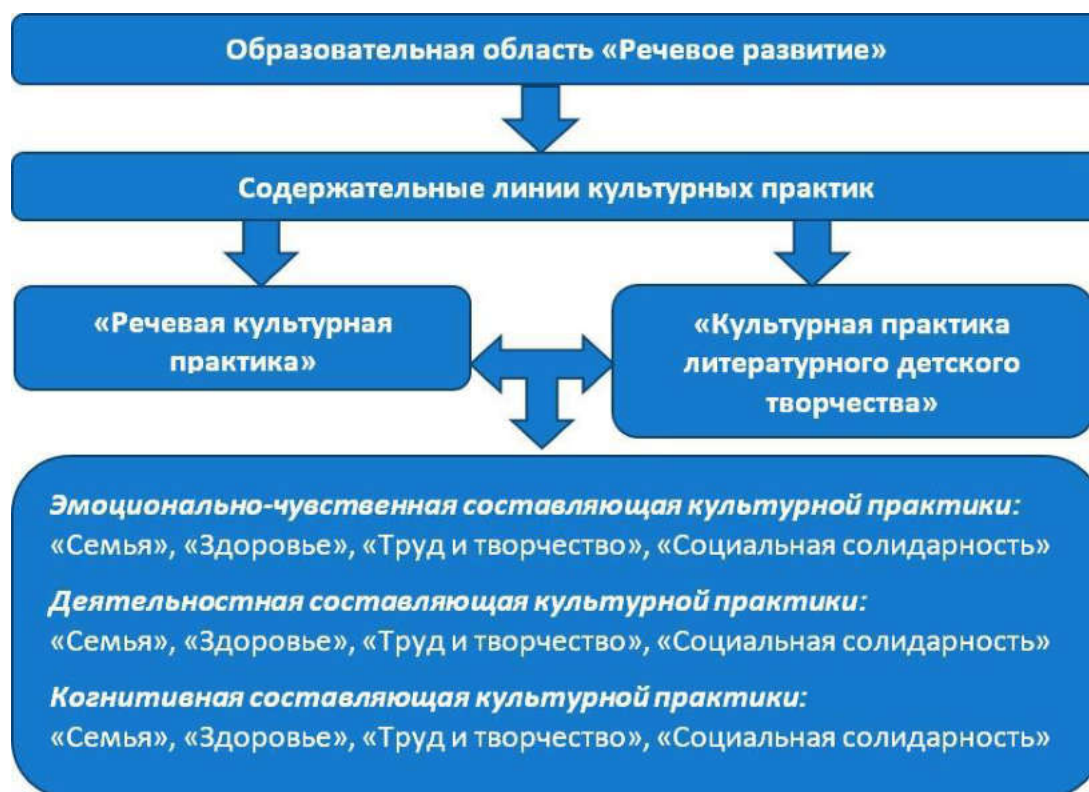 Образовательная область «Речевое развитие»
Содержательные линии культурных практик
«Речевая культурная
практика»
«Культурная практика
литературного детского
творчества»
Эмоционально-чувственная составляющая культурной практики:
«Семья», «Здоровье», «Труд и творчество», «Социальная солидарность»
Деятельностная составляющая культурной практики:
«Семья», «Здоровье», «Труд и творчество», «Социальная солидарность»
Когнитивная составляющая культурной практики:
«Семья», «Здоровье», «Труд и творчество», «Социальная солидарность»